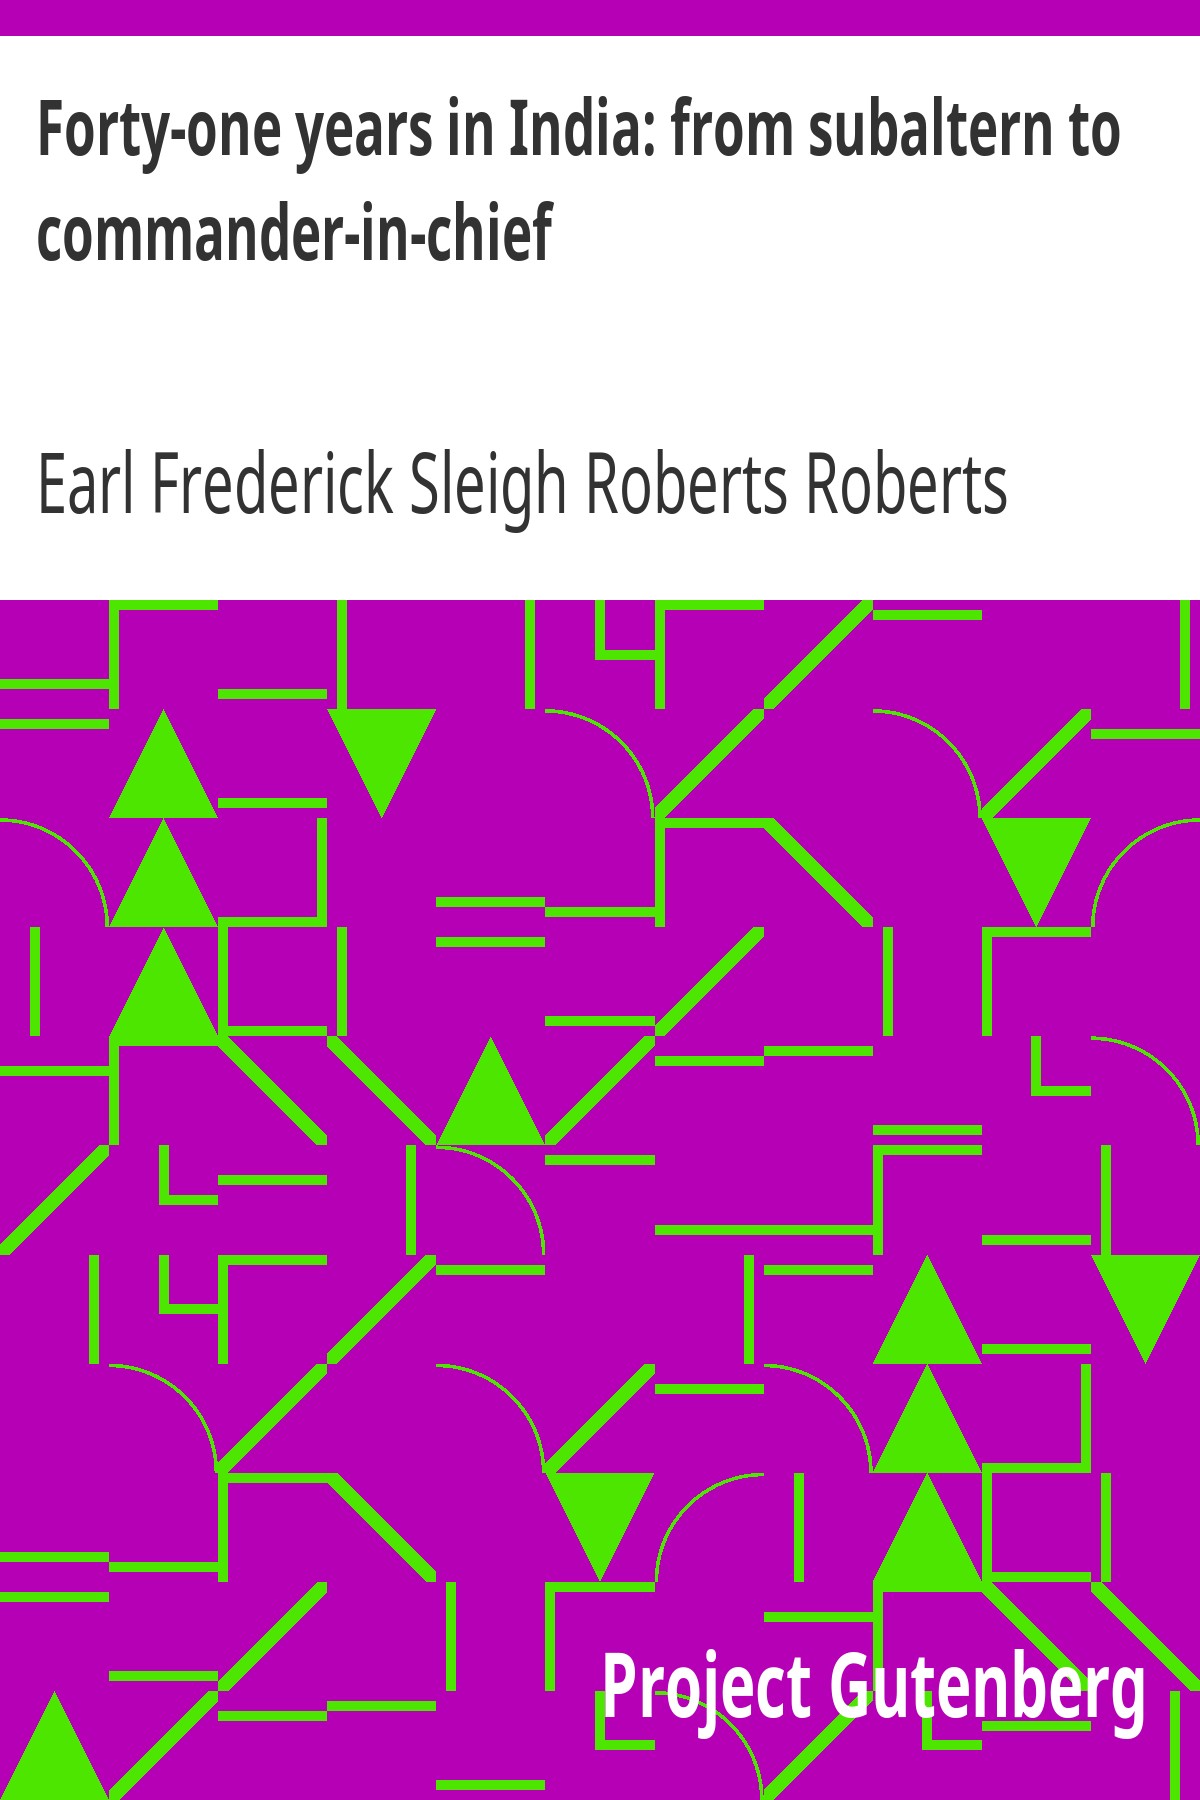 Forty-one years in India: from subaltern to
commander-in-chief
Earl Frederick Sleigh Roberts Roberts
Project Gutenberg